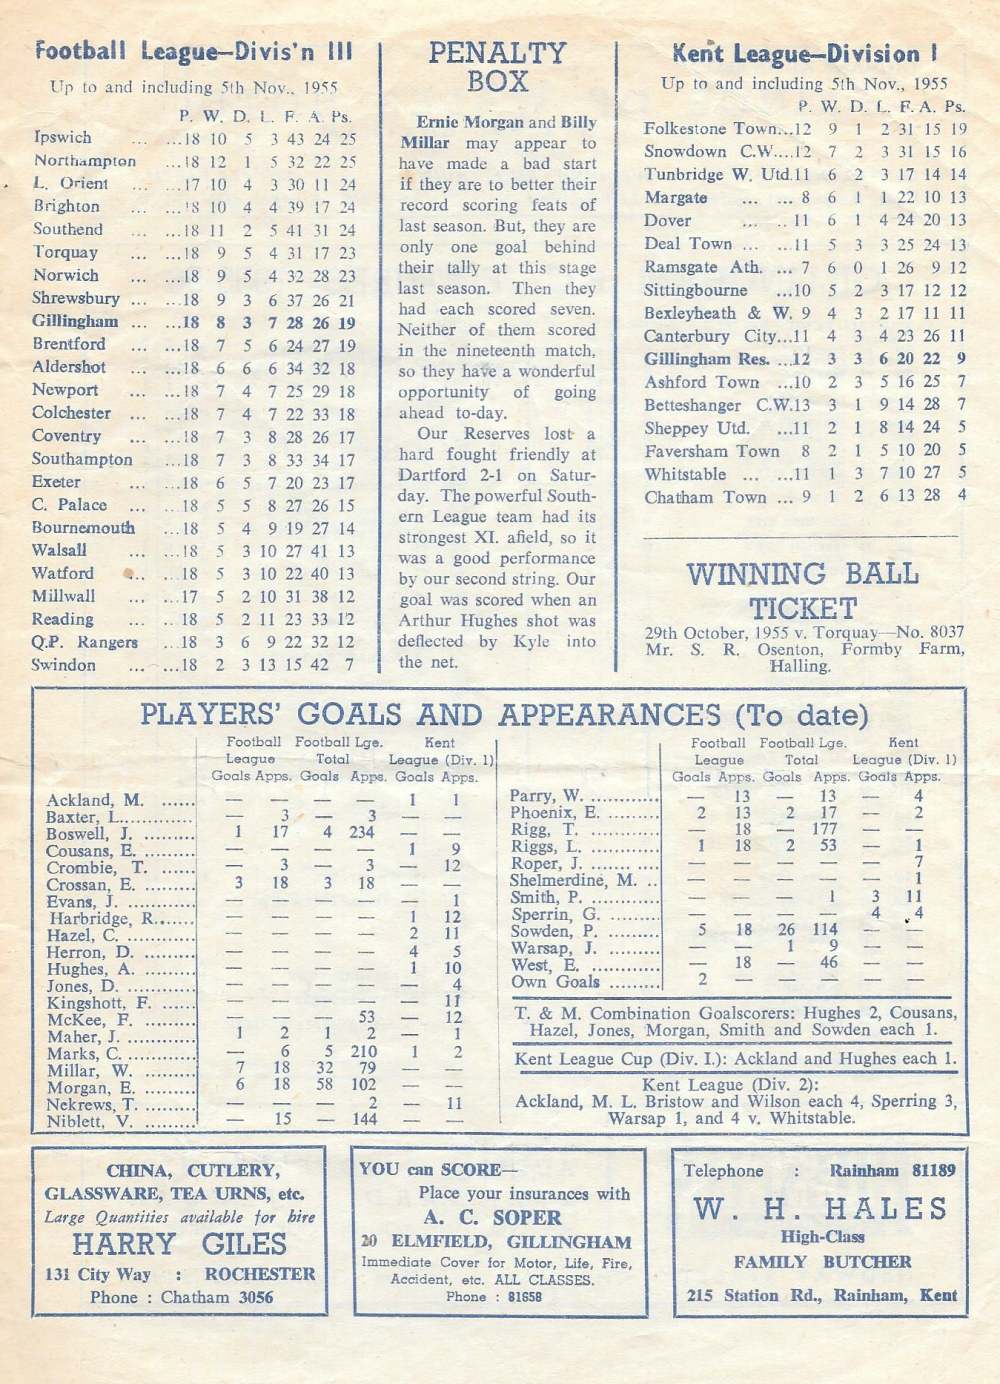 Football League—Divis'n III
Up to and including 5th Nov., 1955
P. W. D. L. F. A. Ps.
Ipswich ... ...18 10 5 3 43 24 25
Northampton ...18 12 1 5 32 22 25
L. Orient ... ...17 10 4 3 30 11 24
Brighton ... ...18 10 4 4 39 17 24
Southend ... ...18 11 2 5 41 31 24
Torquay ... ...18 9 5 4 31 17 23
Norwich ... ...18 9 5 4 32 28 23
Shrewsbury ... ...18 9 3 6 37 26 21
Gillingham ... ...18 8 3 7 28 26 19
Brentford ... ...18 7 5 6 24 27 19
Aldershot ... ...18 6 6 6 34 32 18
Newport ... ...18 7 4 7 25 29 18
Colchester ... ...18 7 4 7 22 33 18
Coventry ... ...18 7 3 8 28 26 17
Southampton ...18 7 3 8 33 34 17
Exeter ... ...18 6 5 7 20 23 17
C. Palace ... ...18 5 5 8 27 26 15
Bournemouth ...18 5 4 9 19 27 14
Walsall ... ...18 5 3 10 27 41 13
Watford ... ...18 5 3 10 22 40 13
Millwall ... ...17 5 2 10 31 38 12
Reading ... ..18 5 2 11 23 33 12
Q.P. Rangers ...18 3 6 9 22 32 12
Swindon ... ...18 2 3 13 15 42 7
PENALTY
BOX
Ernie Morgan and Billy
Millar may appear to
have made a bad start
if they are to better their
record scoring feats of
last season. But, they are
only one goal behind
their tally at this stage
last season. Then they
had each scored seven.
Neither of them scored
in the nineteenth match,
so they have a wonderful
opportunity of going
ahead to-day.
Our Reserves lost a
hard fought friendly at
Dartford 2-1 on Satur-
day. The powerful South-
ern League team had its
strongest XI. afield, so it
was a good performance
by our second string. Our
goal was scored when an
Arthur Hughes shot was
deflected by Kyle into
the net.
Kent League—Division I
Up to and including 5th Nov., 1955
P. W. D. L. F. A. Ps.
Folkestone Town...12 9 1 2 31 15 19
Snowdown C.W....12 7 2 3 31 15 16
Tunbridge W. Utd.11 6 2 3 17 14 14
Margate ... ... 8 6 1 1 22 10 13
Dover ... .. 11 6 1 4 24 20 13
Deal Town ... ...11 5 3 3 25 24 13
Ramsgate Ath. ... 7 6 0 1 26 9 12
Sittingbourne ...10 5 2 3 17 12 12
Bexleyheath & W. 9 4 3 2 17 11 11
Canterbury City...11 4 3 4 23 26 11
Gillingham Res. ...12 3 3 6 20 22 9
Ashford Town ...10 2 3 5 16 25 7
Betteshanger C.W.13 3 1 9 14 28 7
Sheppey Utd. ...11 2 1 8 14 24 5
Faversham Town 8 2 1 5 10 20 5
Whitstable ... ...11 1 3 7 10 27 5
Chatham Town ... 9 1 2 6 13 28 4
WINNING BALL
TICKET
29th October, 1955 v. Torquay—No. 8037
Mr. S. R. Osenton, Formby Farm,
Halling.
PLAYERS' GOALS AND APPEARANCES (To date)
Football Football Lge. Kent
League Total League (Div. 1)
Goals Apps. Goals Apps. Goals Apps.
Ackland, M. ...... — — — — 1 1
Baxter, L............. — 3 — 3 — —
Boswell, J. ......... 1 17 4 234 — —
Cousans, E. ......... — — — — 1 9
Crombie, T. ...... — 3 — 3 — 12
Crossan, E. ......... 3 18 3 18 — —
Evans, J. ............ — — — — — 1
Harbridge, R....... — — — — 1 12
Hazel, C. ............ — — — — 2 11
Herron, D. ......... — — — — 4 5
Hughes, A. ......... — — — — 1 10
Jones, D. ............ — — — — — 4
Kingshott, F. ...... — — — — — 11
McKee, F. ......... — — — 53 — 12
Maher, J. ............ 1 2 1 2 — 1
Marks, C. ............ — 6 5 210 1 2
Millar, W. ......... 7 18 32 79 — —
Morgan, E. ......... 6 18 58 102 — —
Nekrews, T. ......... — — — 2 — 11
Niblett, V. ......... — 15 — 144 — —
Football Football Lge. Kent
League Total League (Div. 1)
Goals Apps. Goals Apps. Goals Apps.
Parry, W. ............ — 13 — 13 — 4
Phoenix, E. ......... 2 13 2 17 — 2
Rigg, T. ............ — 18 — 177 — —
Riggs, L. ............ 1 18 2 53 — 1
Roper, J. ............ — — — — — 7
Shelmerdine, M. .. — — — — — 1
Smith, P. ............ — — — 1 3 11
Sperrin, G. ......... — — — — 4 4
Sowden, P. ......... 5 18 26 114 — —
Warsap, J. ......... — — 1 9 — —
West, E. ............ — 18 — 46 — —
Own Goals ......... 2 — — — — —
T. & M. Combination Goalscorers: Hughes 2, Cousans,
Hazel, Jones, Morgan, Smith and Sowden each 1.
Kent League Cup (Div. I.): Ackland and Hughes each 1.
Kent League (Div. 2):
Ackland, M. L. Bristow and Wilson each 4, Sperring 3,
Warsap 1, and 4 v. Whitstable.
CHINA, CUTLERY,
GLASSWARE, TEA URNS, etc.
Large Quantities available for hire
HARRY GILES
131 City Way : ROCHESTER
Phone : Chatham 3056
YOU can SCORE—
Place your insurances with
A. C. SOPER
20 ELMFIELD, GILLINGHAM
Immediate Cover for Motor, Life, Fire,
Accident, etc. ALL CLASSES.
Phone : 81658
Telephone : Rainham 81189
W. H. HALES
High-Class
FAMILY BUTCHER
215 Station Rd., Rainham, Kent